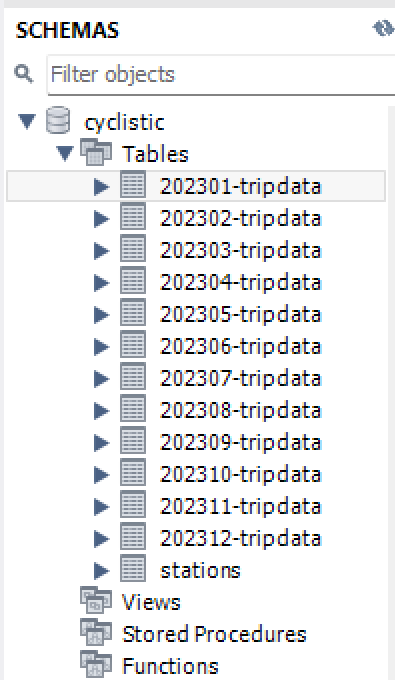 SCHEMAS
Filter objects
cyclistic
Tables
202301-tripdata
202302-tripdata
202303-tripdata
202304-tripdata
202305-tripdata
202306-tripdata
202307-tripdata
202308-tripdata
202309-tripdata
202310-tripdata
202311-tripdata
202312-tripdata
stations
Views
Stored Procedures
Functions